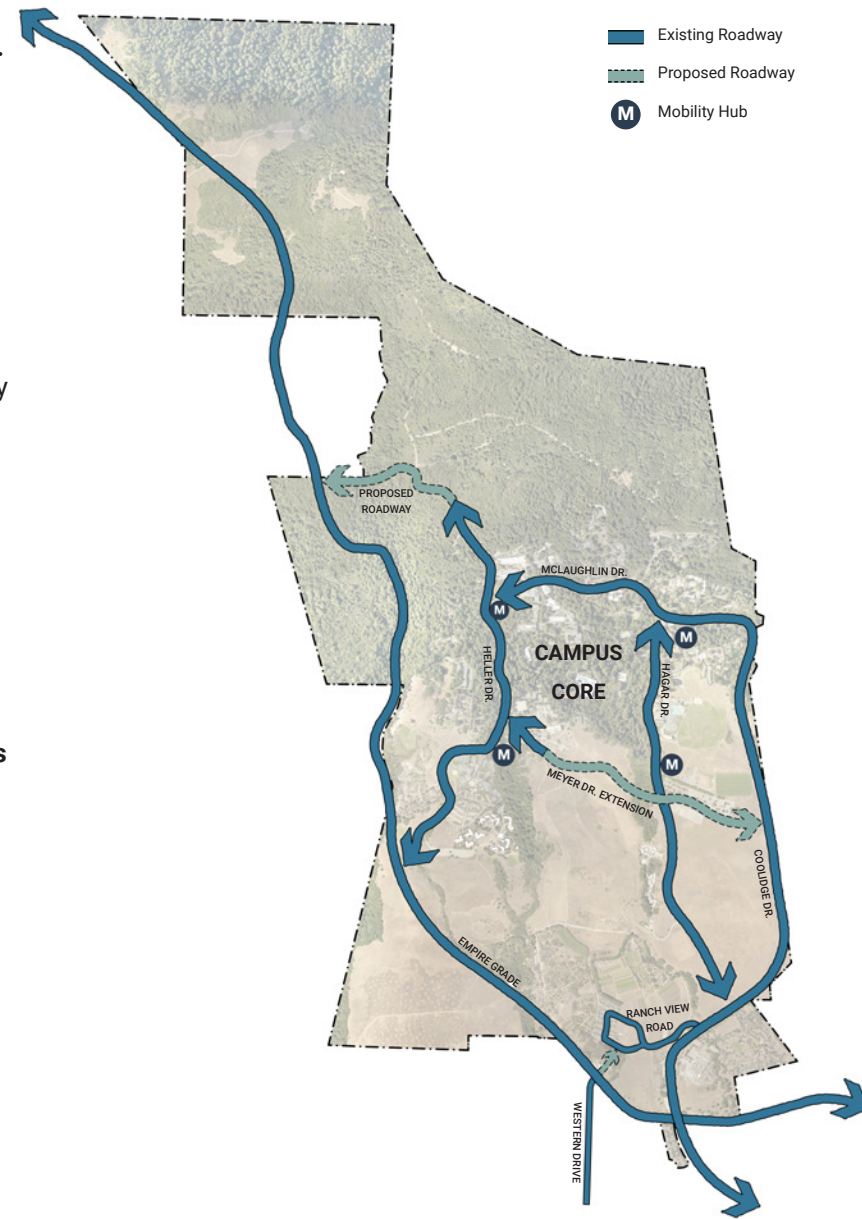 .
Existing Roadway
Proposed Roadway
M
Mobility Hub
y
PROPOSED
ROADWAY
MCLAUGHLIN DR.
M
M
CAMPUS
CORE
HELLER DR.
HAGAR DR.
s
M
M
MEYER DR. EXTENSION
COOLIDGE DR.
EMPIRE GRADE
RANCH VIEW
ROAD
WESTERN DRIVE